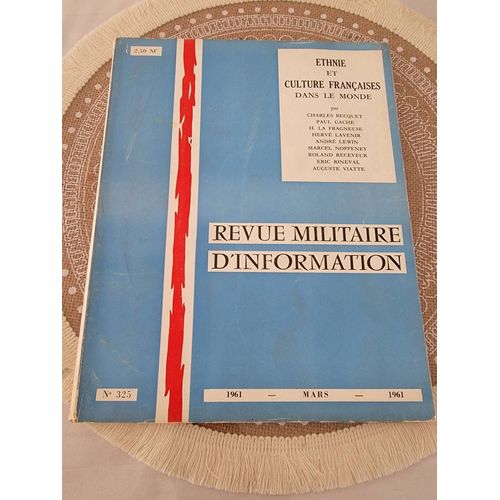 2.50 NF
ETHNIE
ET
CULTURE FRANÇAISES
DANS LE MONDE
par
CHARLES BECQUET
PAUL GACHE
H. LA FRAGNEUSE
HERVÉ LAVENIR
ANDRÉ LEWIN
MARCEL NOPPENEY
ROLAND RECEVEUR
ERIC RINEVAL
AUGUSTE VIATTE
REVUE MILITAIRE
D'INFORMATION
N° 325
1961 — MARS — 1961